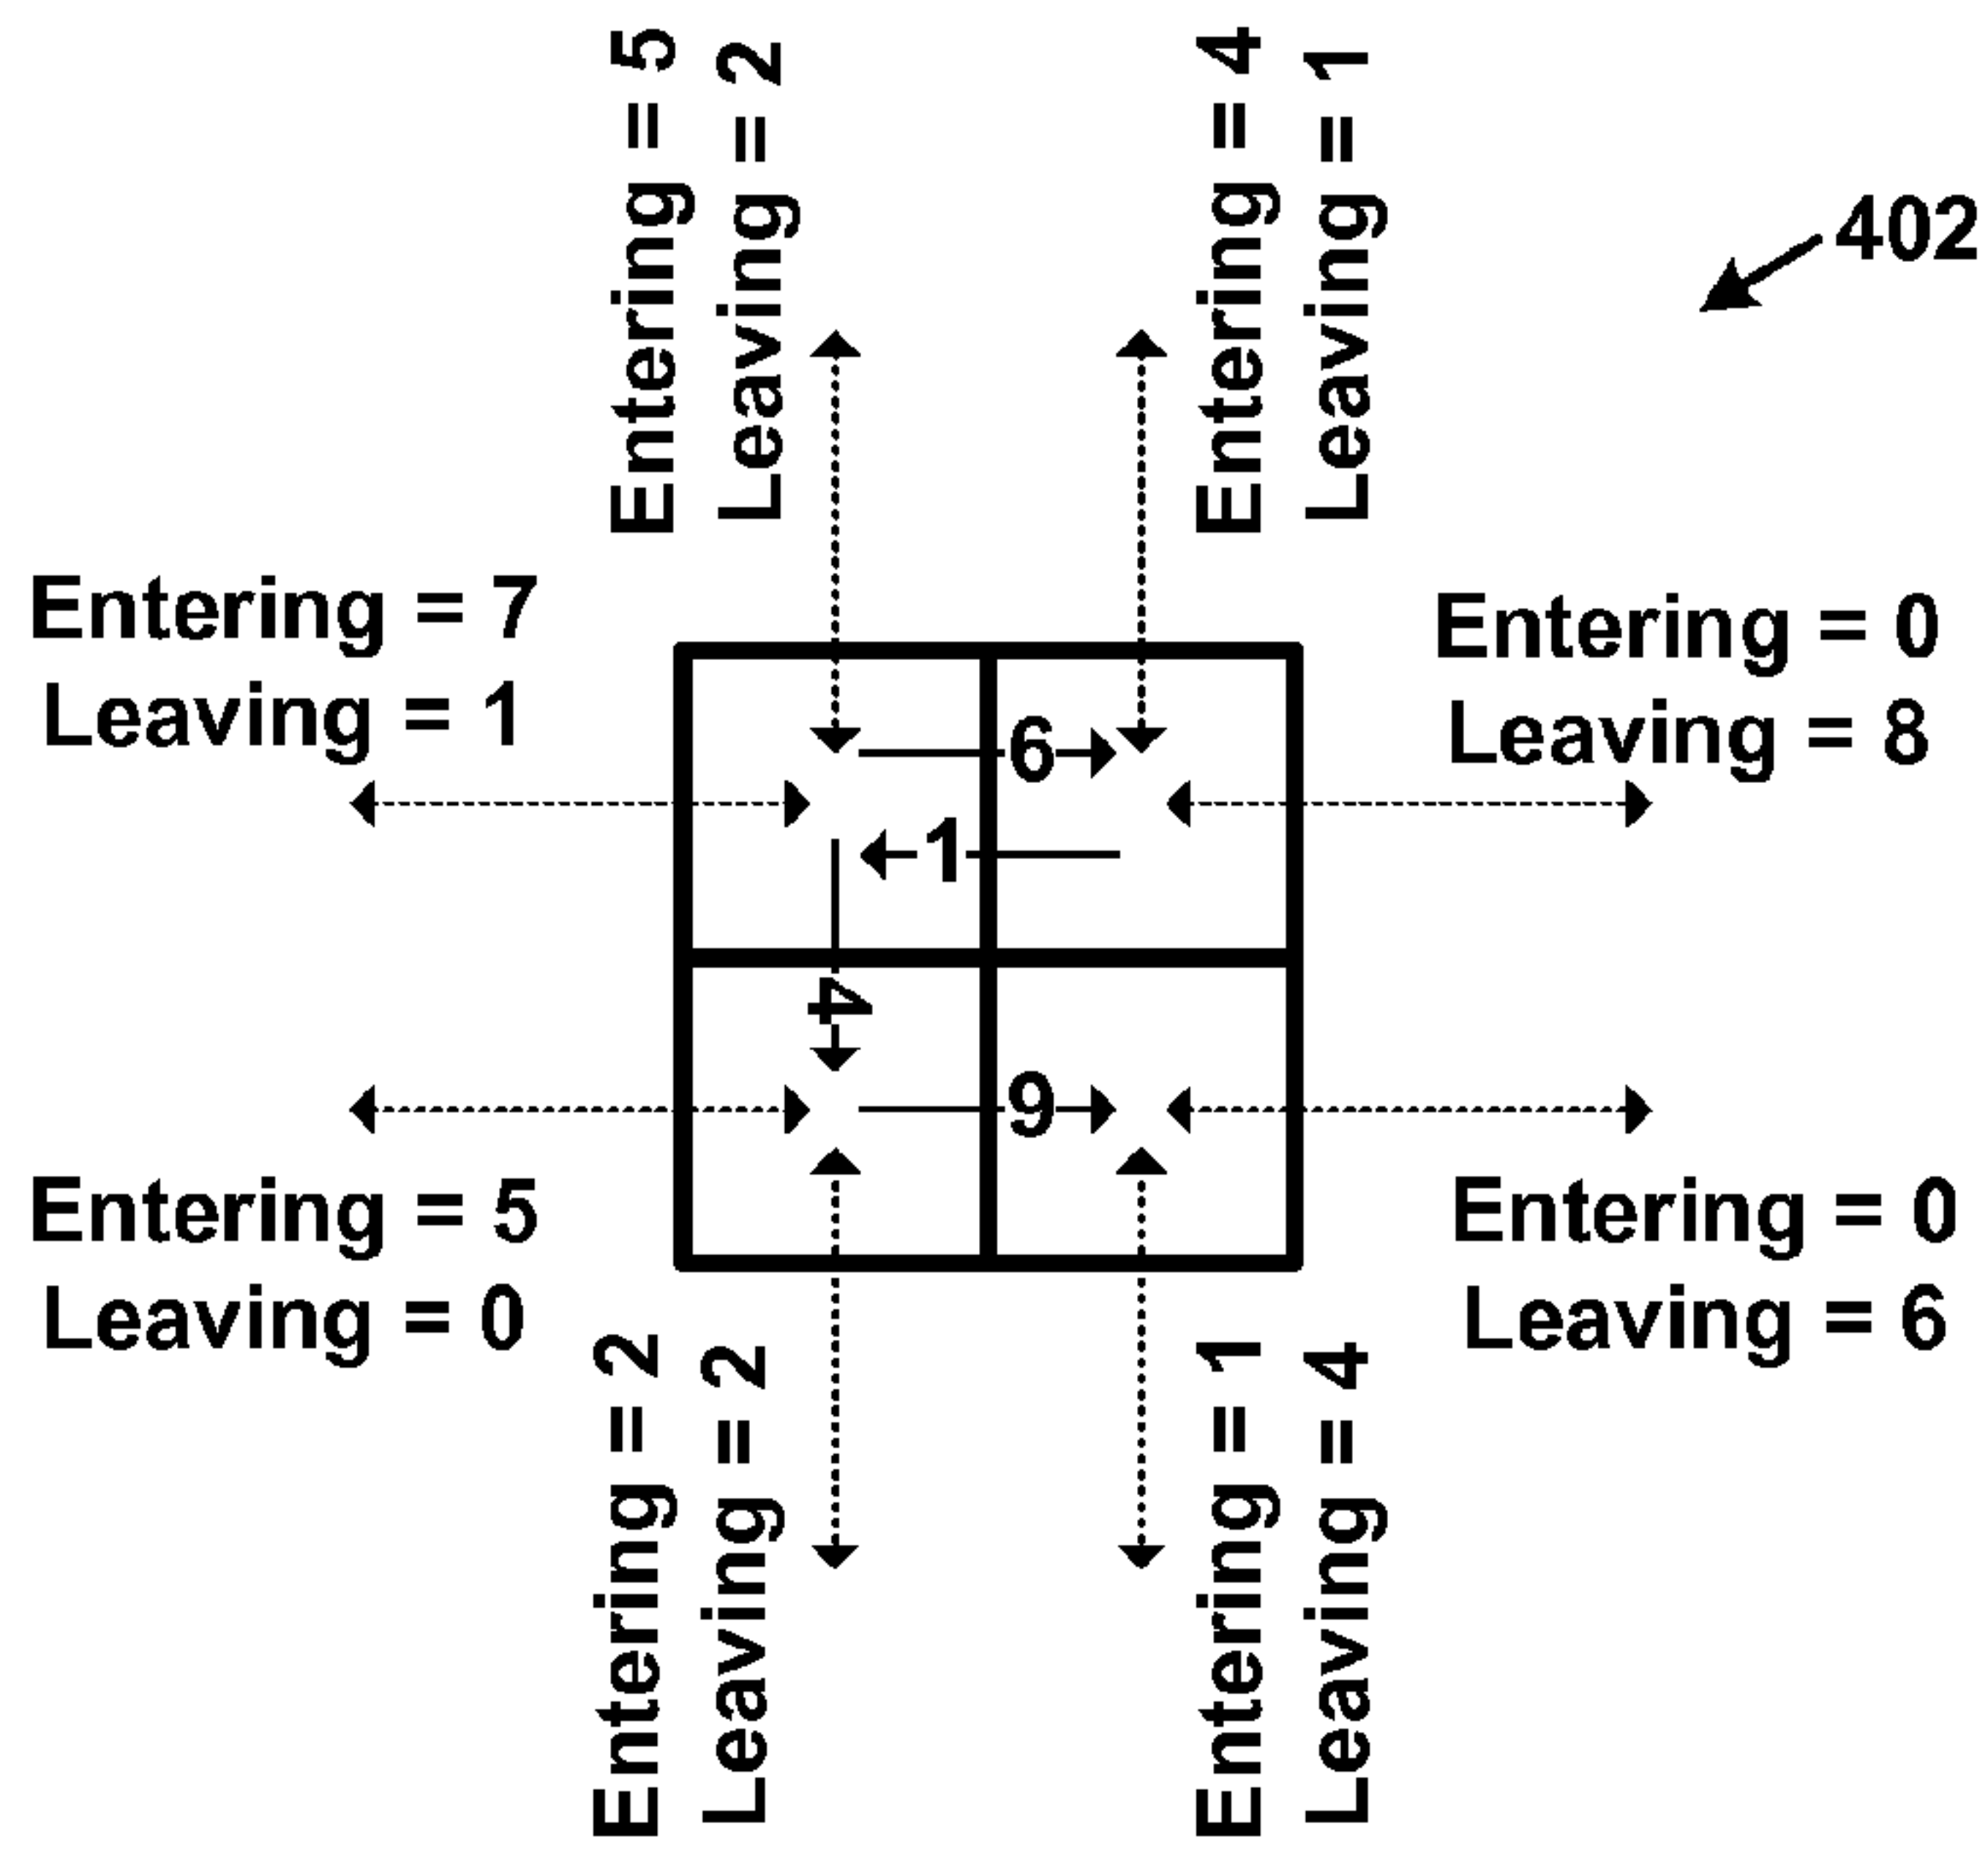 Entering = 5
Leaving = 2
Entering = 4
Leaving = 1
402
Entering = 7
Leaving = 1
Entering = 0
Leaving = 8
6
1
4
9
Entering = 5
Leaving = 0
Entering = 0
Leaving = 6
Entering = 2
Leaving = 2
Entering = 1
Leaving = 4